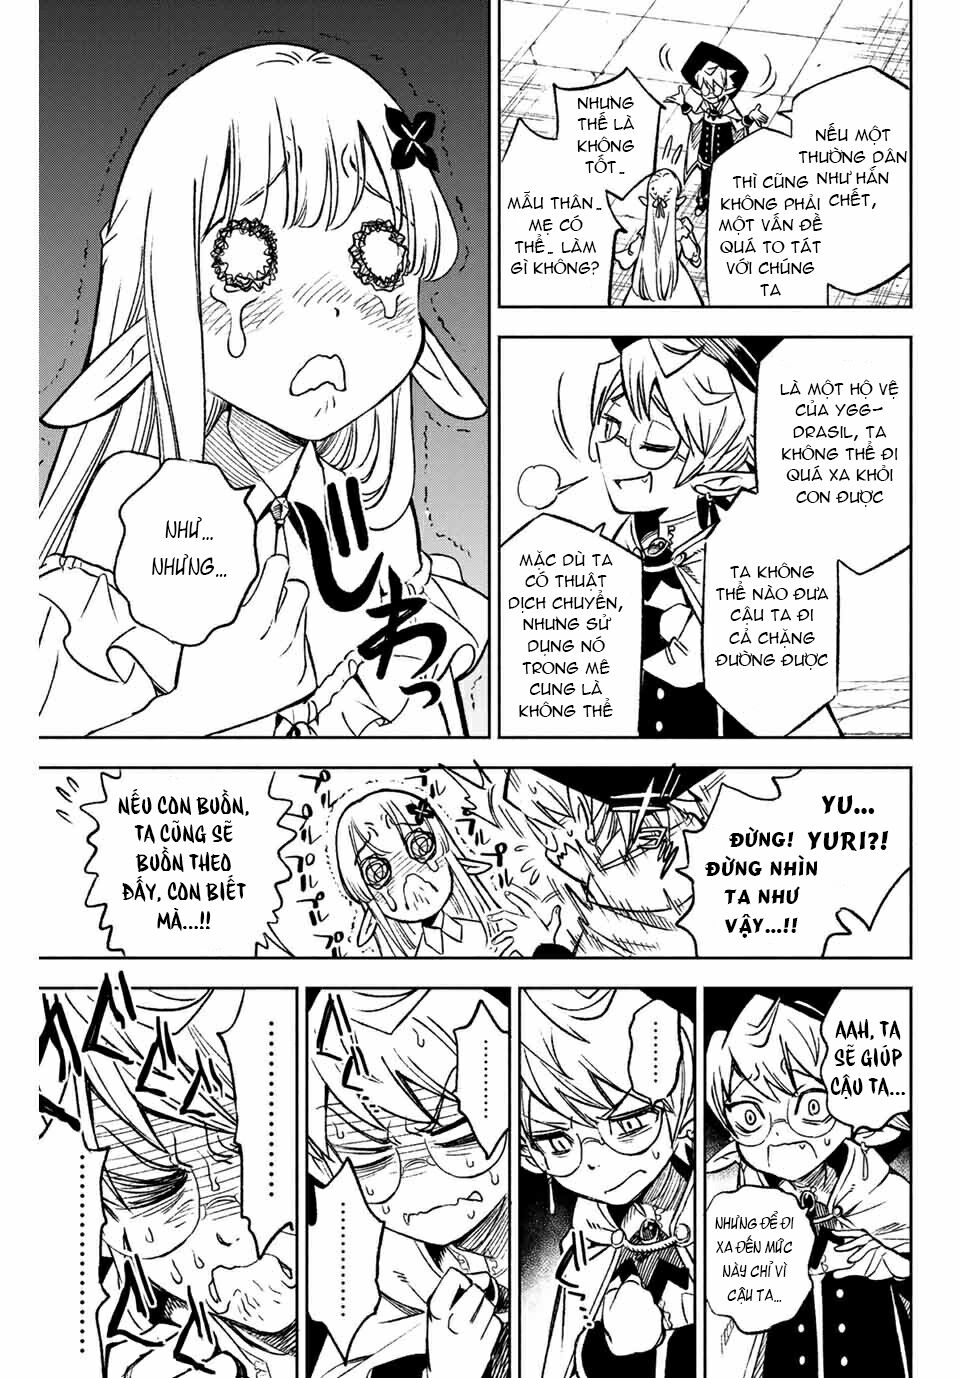 NẾU MỘT
THƯỜNG DÂN
NHƯ HẮN
CHẾT,
THÌ CŨNG
KHÔNG PHẢI
MỘT VẤN ĐỀ
QUÁ TO TÁT
VỚI CHÚNG
TA
NHƯNG
THẾ LÀ
KHÔNG
TỐT_
MẪU THÂN_
MẸ CÓ
THỂ_ LÀM
GÌ KHÔNG?
NHƯ...
NHƯNG...
じわっ
LÀ MỘT HỘ VỆ
CỦA YGG-
DRASIL, TA
KHÔNG THỂ ĐI
QUÁ XA KHỎI
CON ĐƯỢC
TA KHÔNG
THỂ NÀO ĐƯA
CẬU TA ĐI
CẢ CHẶNG
ĐƯỜNG ĐƯỢC
MẶC DÙ TA
CÓ THUẬT
DỊCH CHUYỂN,
NHƯNG SỬ
DỤNG NÓ
TRONG MÊ
CUNG LÀ
KHÔNG THỂ
YU...
YURI?!
ĐỪNG!
ĐỪNG NHÌN
TA NHƯ
VẬY...!!
NẾU CON BUỒN,
TA CŨNG SẼ
BUỒN THEO
ĐẤY, CON BIẾT
MÀ...!!
AAH, TA
SẼ GIÚP
CẬU TA...
NHƯNG ĐỂ ĐI
XA ĐẾN MỨC
NÀY CHỈ VÌ
CẬU TA...